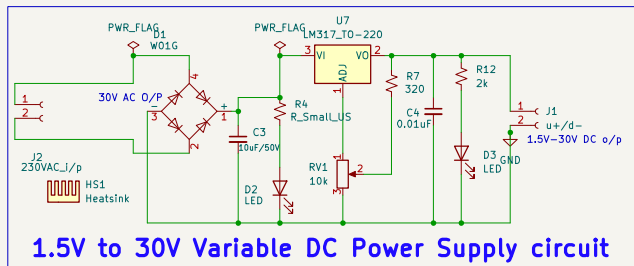 U7
PWR_FLAG
PWR_FLAG
LM317_TO-220
D1
W01G
3 VI VO 2
ADJ
1
4
R7
320
R12
2k
30V AC O/P
3 - + 1
1
2
R4
R_Small_US
C3
10uF/50V
C4
0.01uF
1
2
J1
u+/d-
1.5V-30V DC o/p
GND
2
J2
230VAC_i/p
HS1
Heatsink
D2
LED
RV1
10k
1
2
3
D3
LED
1.5V to 30V Variable DC Power Supply circuit